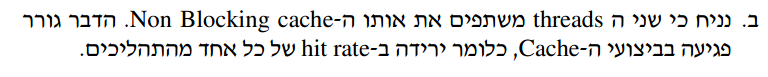 ב. נניח כי שני ה threads משתפים את אותו ה-Non Blocking cache. הדבר גורר
פגיעה בביצועי ה-Cache, כלומר ירידה ב-hit rate של כל אחד מהתהליכים.